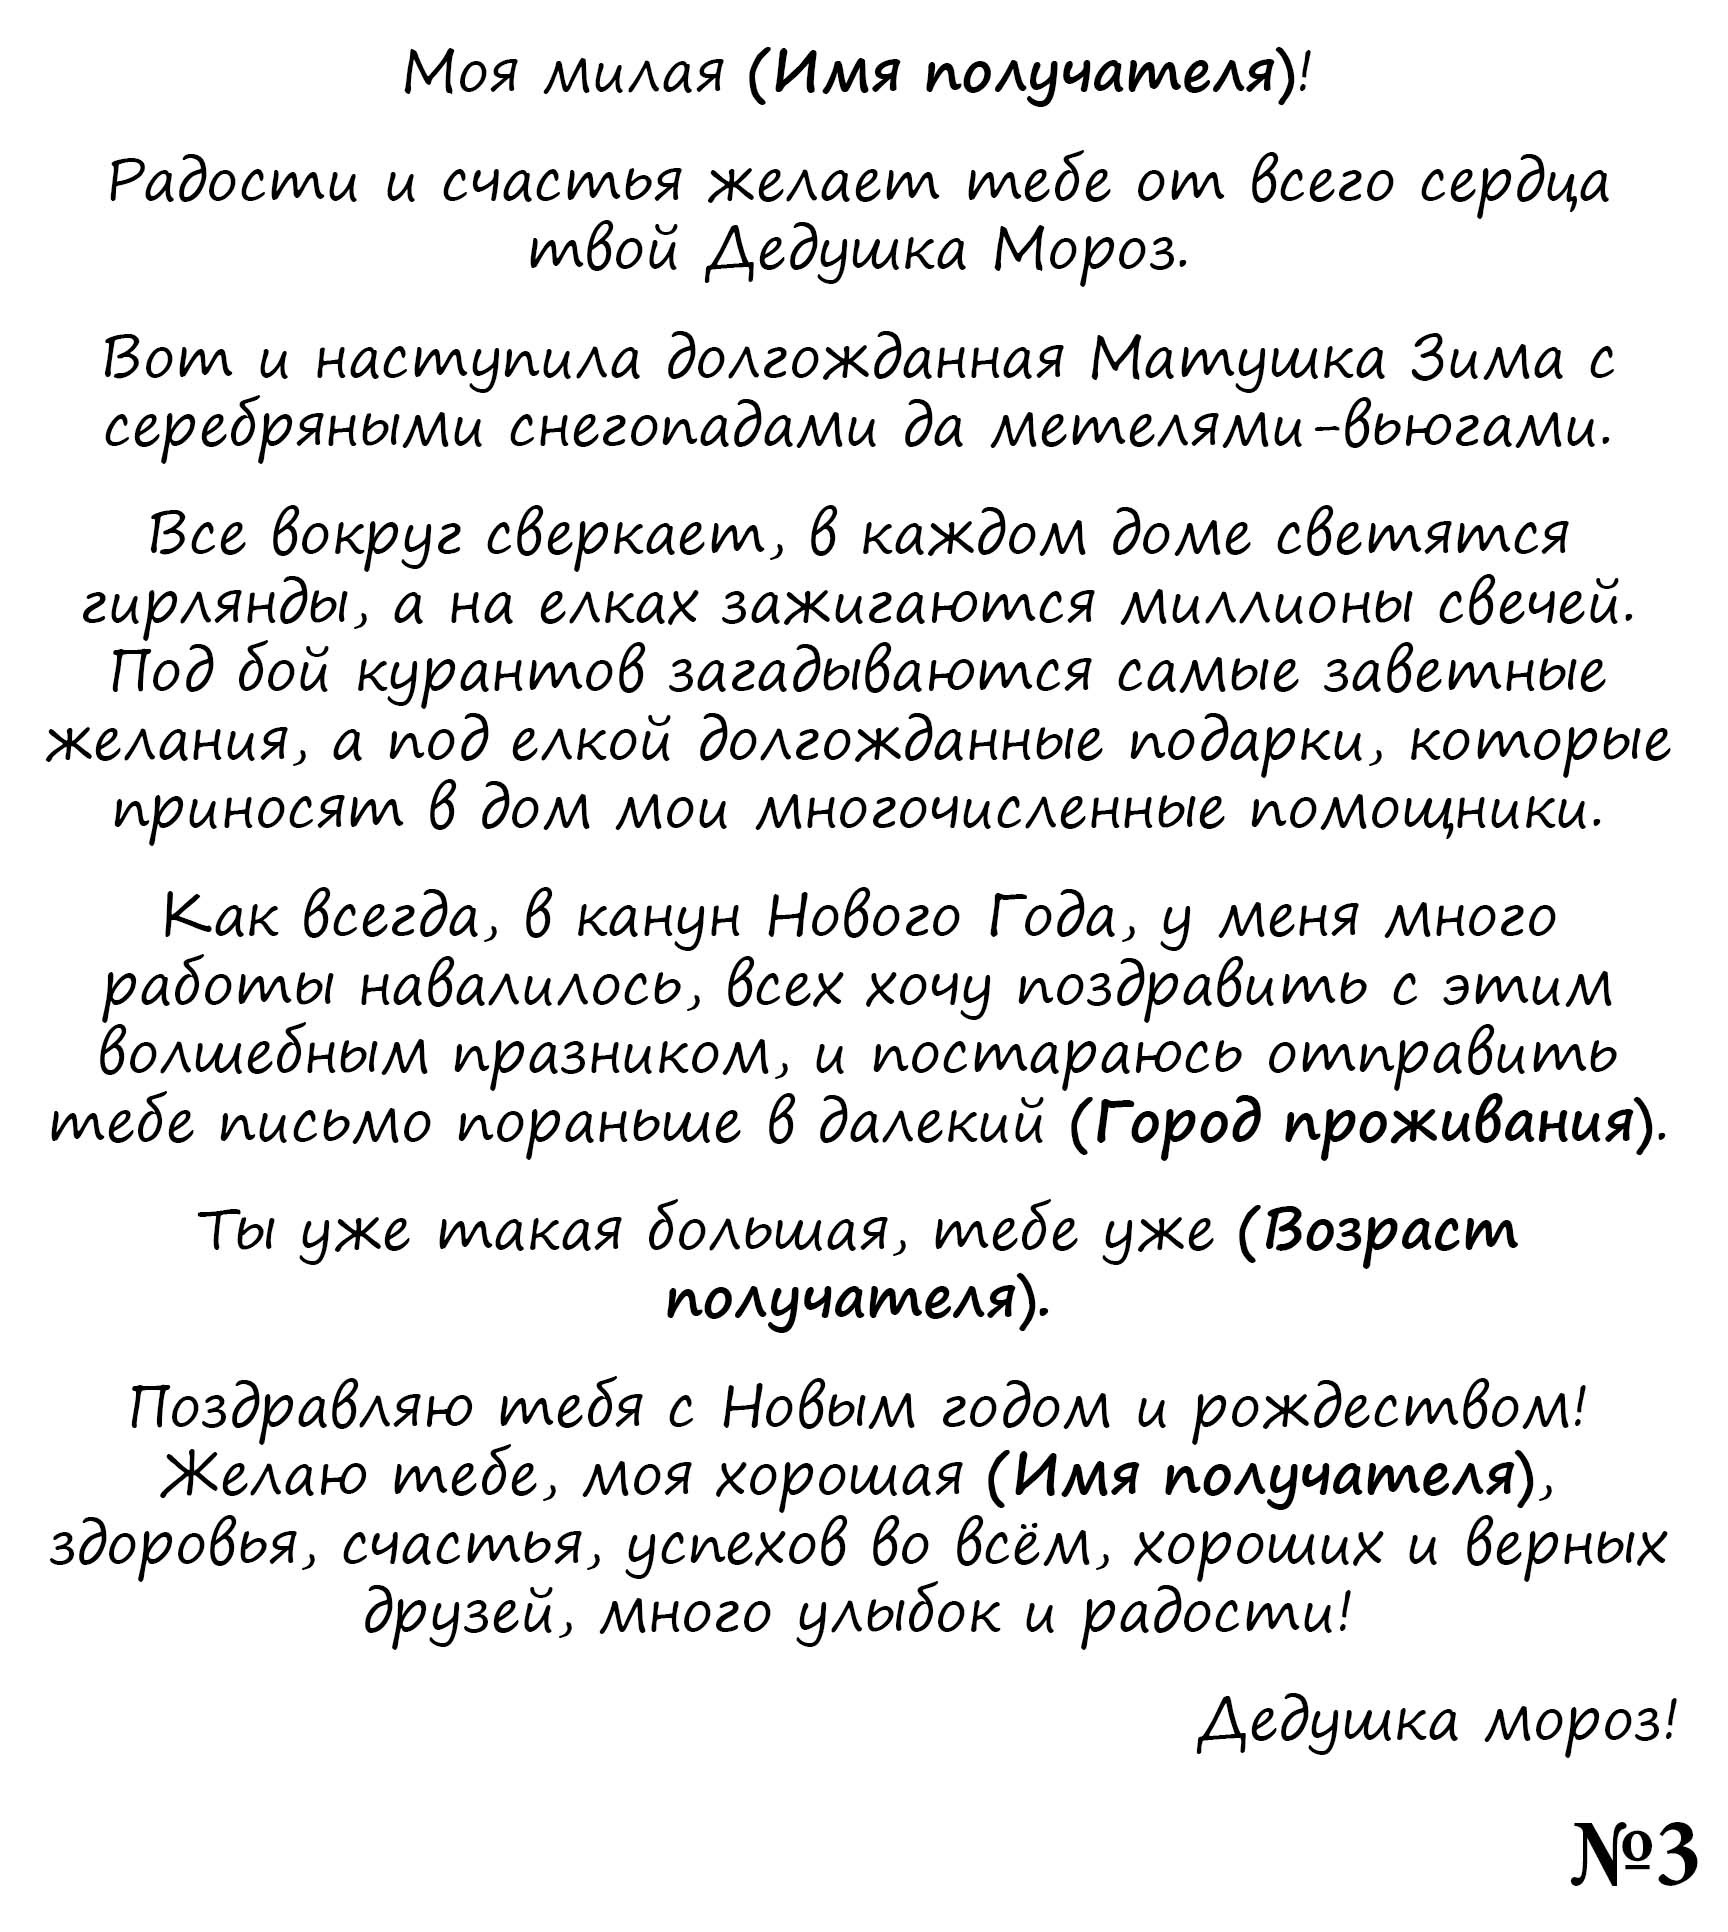 Моя милая (Имя получателя)!
Радости и счастья желает тебе от всего сердца
твой Дедушка Мороз.
Вот и наступила долгожданная Матушка Зима с
серебряными снегопадами да метелями-вьюгами.
Все вокруг сверкает, в каждом доме светятся
гирлянды, а на елках зажигаются миллионы свечей.
Под бой курантов загадываются самые заветные
желания, а под елкой долгожданные подарки, которые
приносят в дом мои многочисленные помощники.
Как всегда, в канун Нового Года, у меня много
работы навалилось, всех хочу поздравить с этим
волшебным празником, и постараюсь отправить
тебе письмо пораньше в далекий (Город проживания).
Ты уже такая большая, тебе уже (Возраст
получателя).
Поздравляю тебя с Новым годом и рождеством!
Желаю тебе, моя хорошая (Имя получателя),
здоровья, счастья, успехов во всём, хороших и верных
друзей, много улыбок и радости!
Дедушка мороз!
№3